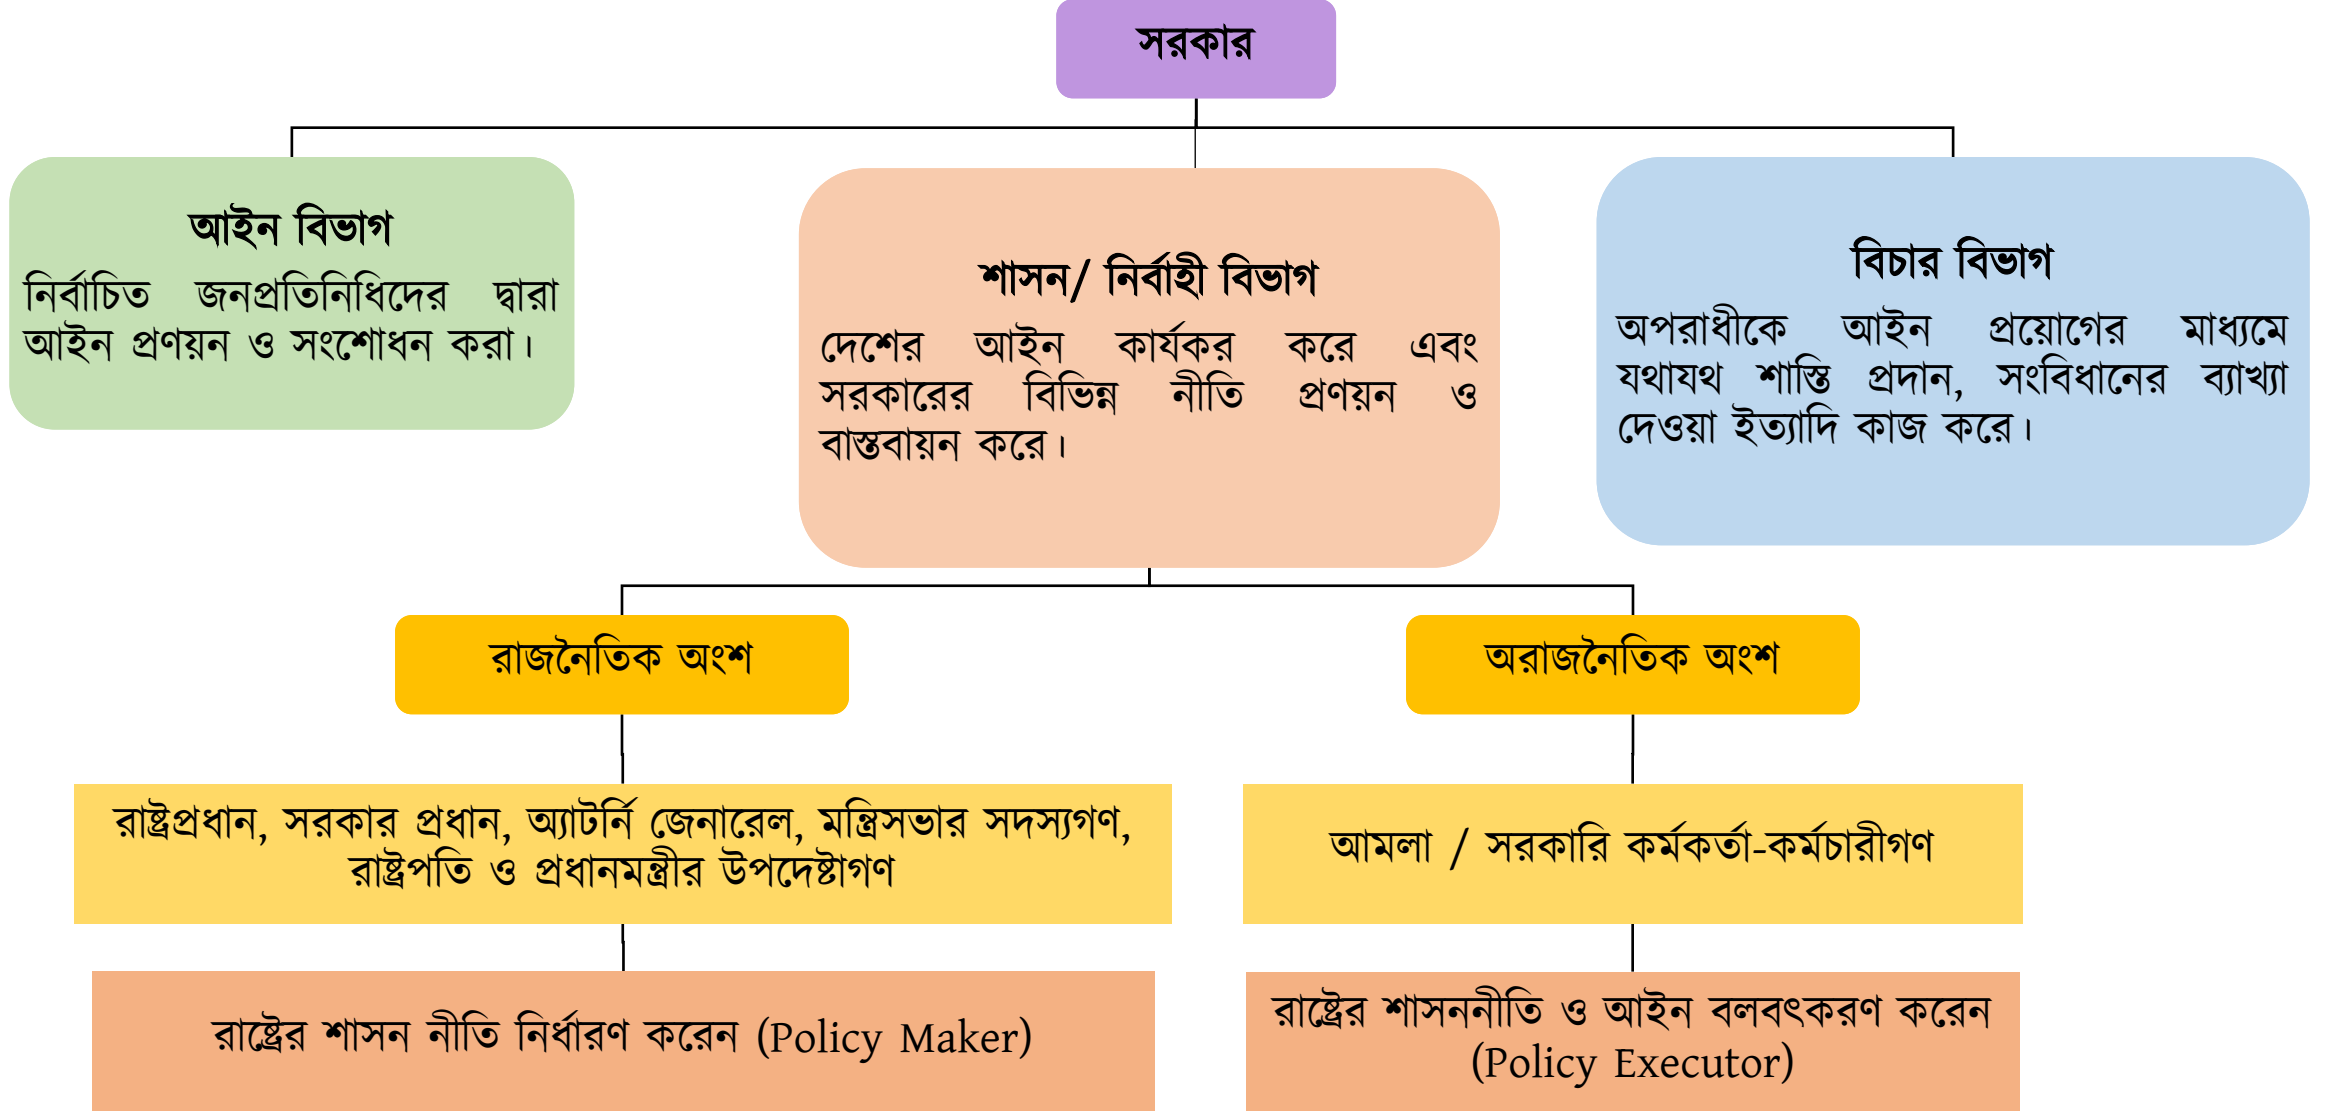 সরকার
আইন বিভাগ
নির্বাচিত জনপ্রতিনিধিদের দ্বারা
আইন প্রণয়ন ও সংশোধন করা।
শাসন/ নির্বাহী বিভাগ
দেশের আইন কার্যকর করে এবং
সরকারের বিভিন্ন নীতি প্রণয়ন ও
বাস্তবায়ন করে।
বিচার বিভাগ
অপরাধীকে আইন প্রয়োগের মাধ্যমে
যথাযথ শাস্তি প্রদান, সংবিধানের ব্যাখ্যা
দেওয়া ইত্যাদি কাজ করে।
রাজনৈতিক অংশ
অরাজনৈতিক অংশ
রাষ্ট্রপ্রধান, সরকার প্রধান, অ্যাটর্নি জেনারেল, মন্ত্রিসভার সদস্যগণ,
রাষ্ট্রপতি ও প্রধানমন্ত্রীর উপদেষ্টাগণ
আমলা / সরকারি কর্মকর্তা-কর্মচারীগণ
রাষ্ট্রের শাসন নীতি নির্ধারণ করেন (Policy Maker)
রাষ্ট্রের শাসননীতি ও আইন বলবৎকরণ করেন
(Policy Executor)